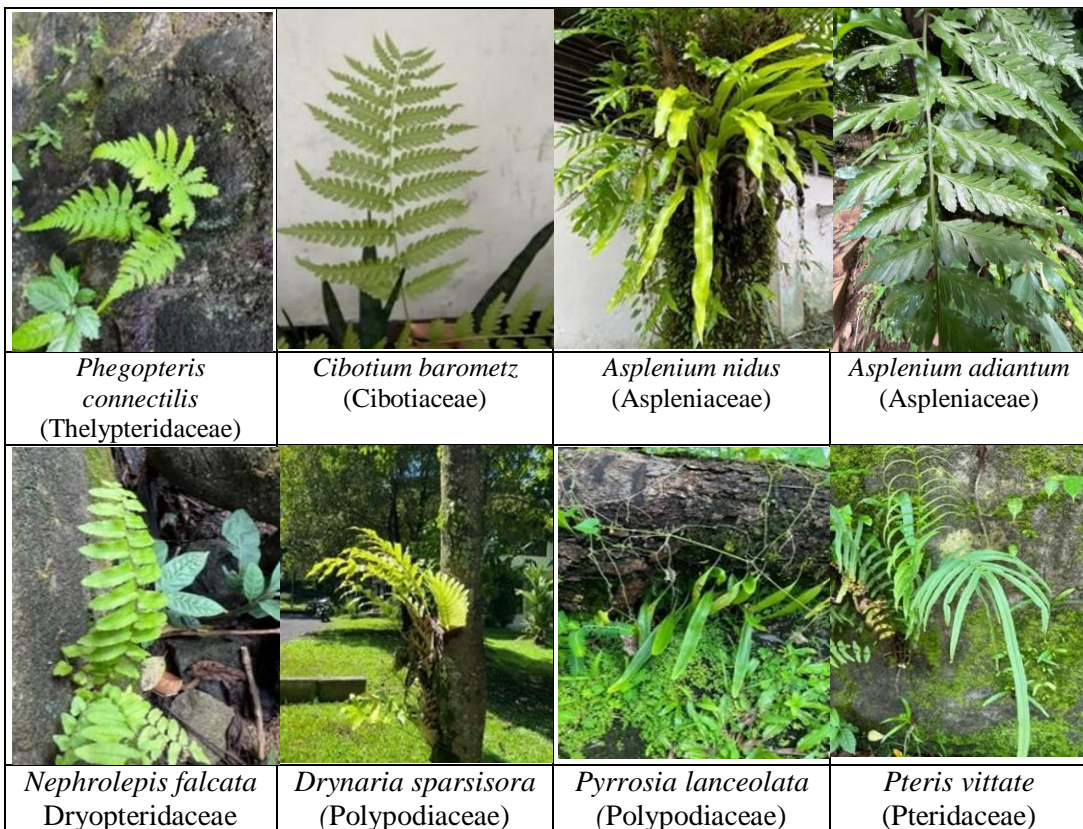 Phegopteris
connectilis
(Thelypteridaceae)
Cibotium barometz
(Cibotiaceae)
Asplenium nidus
(Aspleniaceae)
Asplenium adiantum
(Aspleniaceae)
Nephrolepis falcata
Dryopteridaceae
Drynaria sparsisora
(Polypodiaceae)
Pyrrosia lanceolata
(Polypodiaceae)
Pteris vittate
(Pteridaceae)